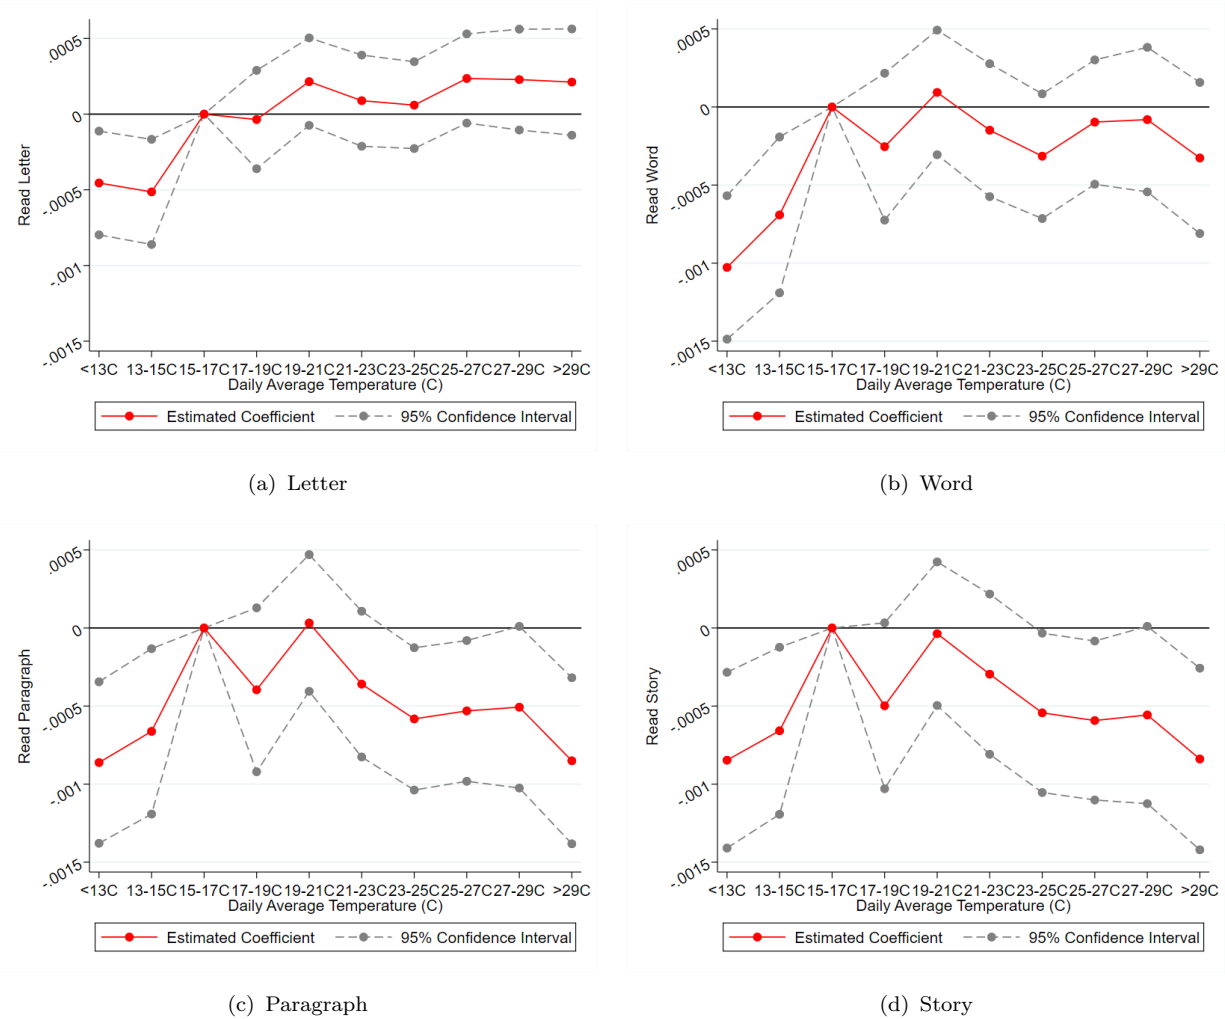 .0005
0
-.0005
-.001
-.0015
Read Letter
<13C 13-15C 15-17C 17-19C 19-21C 21-23C 23-25C 25-27C 27-29C >29C
Daily Average Temperature (C)
Estimated Coefficient 95% Confidence Interval
(a) Letter
.0005
0
-.0005
-.001
-.0015
Read Word
<13C 13-15C 15-17C 17-19C 19-21C 21-23C 23-25C 25-27C 27-29C >29C
Daily Average Temperature (C)
Estimated Coefficient 95% Confidence Interval
(b) Word
.0005
0
-.0005
-.001
-.0015
Read Paragraph
<13C 13-15C 15-17C 17-19C 19-21C 21-23C 23-25C 25-27C 27-29C >29C
Daily Average Temperature (C)
Estimated Coefficient 95% Confidence Interval
(c) Paragraph
.0005
0
-.0005
-.001
-.0015
Read Story
<13C 13-15C 15-17C 17-19C 19-21C 21-23C 23-25C 25-27C 27-29C >29C
Daily Average Temperature (C)
Estimated Coefficient 95% Confidence Interval
(d) Story